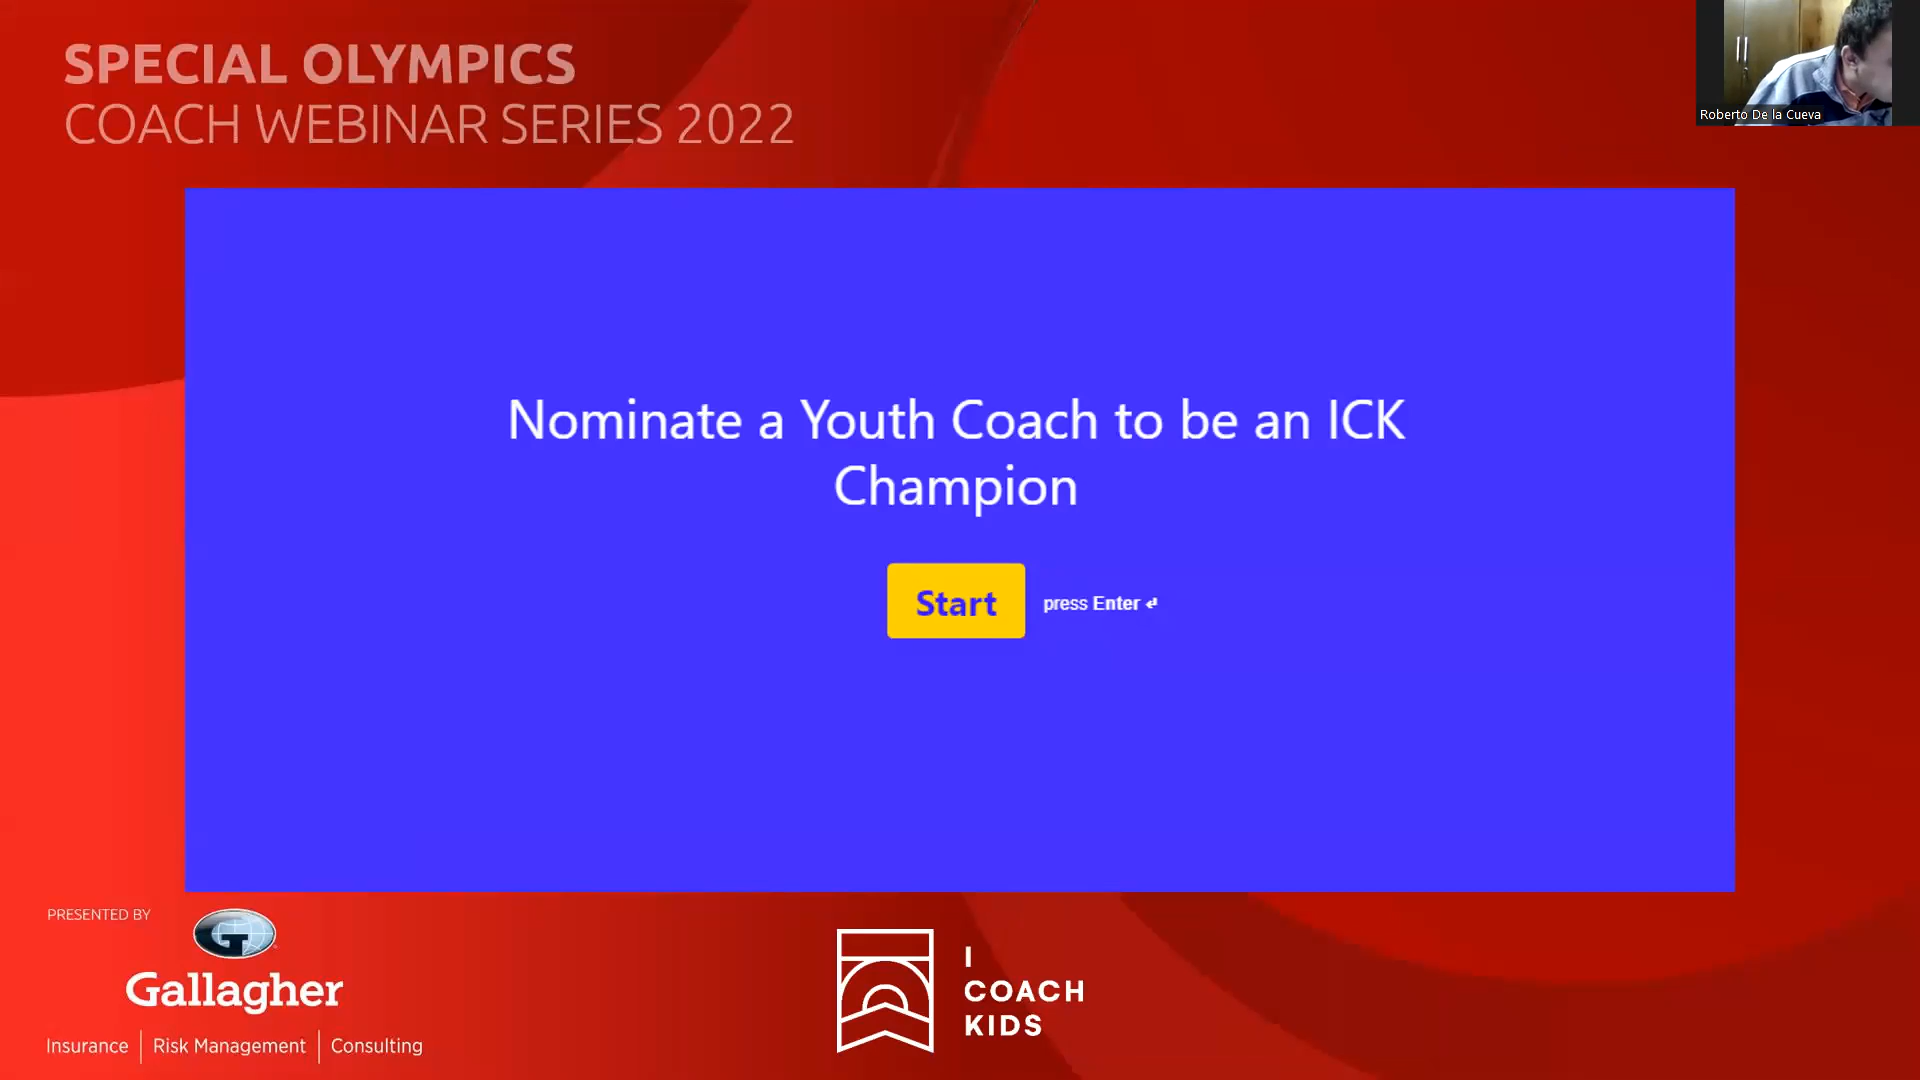 SPECIAL OLYMPICS
COACH WEBINAR SERIES 2022
Roberto De la Cueva
Nominate a Youth Coach to be an ICK
Champion
Start
press Enter ↵
PRESENTED BY
G
Gallagher
Insurance | Risk Management | Consulting
I
COACH
KIDS